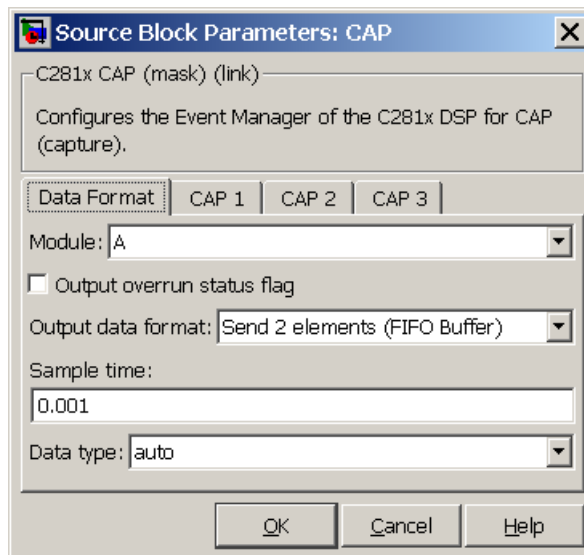 Source Block Parameters: CAP
C281x CAP (mask) (link)
Configures the Event Manager of the C281x DSP for CAP
(capture).
Data Format CAP 1 CAP 2 CAP 3
Module: A
Output overrun status flag
Output data format: Send 2 elements (FIFO Buffer)
Sample time:
0.001
Data type: auto
OK Cancel Help